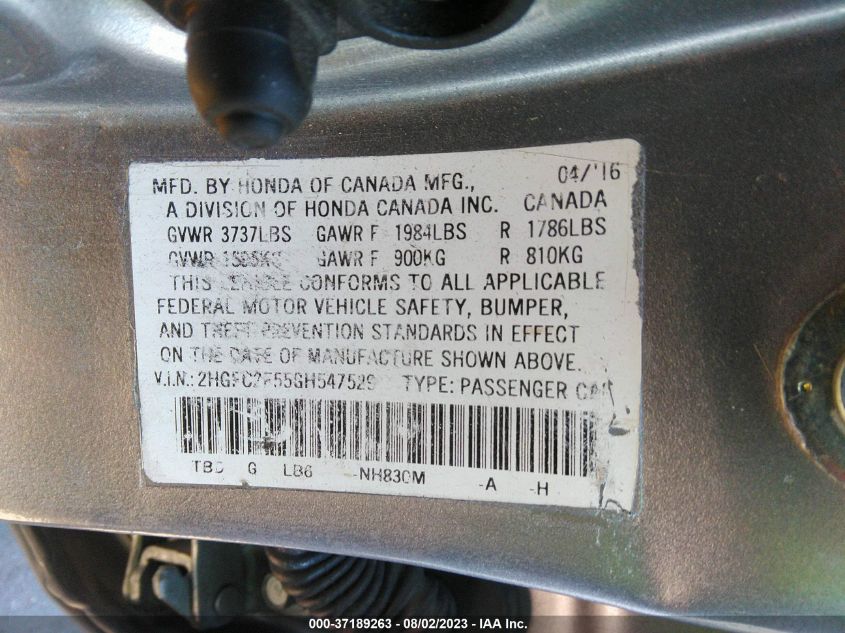 04/'16
MFD. BY HONDA OF CANADA MFG.,
A DIVISION OF HONDA CANADA INC. CANADA
GVWR 3737LBS GAWR F 1984LBS R 1786LBS
GVWR GAWR F 900KG R 810KG
THIS VEHICLE CONFORMS TO ALL APPLICABLE
FEDERAL MOTOR VEHICLE SAFETY, BUMPER,
AND THEFT PREVENTION STANDARDS IN EFFECT
ON THE DATE OF MANUFACTURE SHOWN ABOVE.
V.I.N.: 2HGFC2F55GH547529 TYPE: PASSENGER CAR
G LB6 -NH830M -A -H
000-37189263 - 08/02/2023 - IAA Inc.